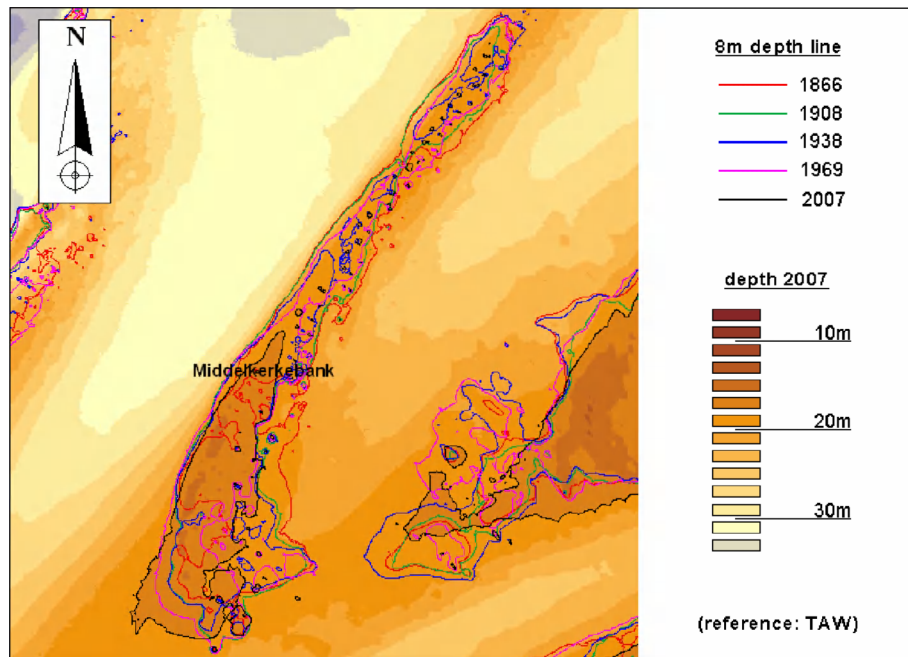 N
Middelkerkebank
8m depth line
1866
1908
1938
1969
2007
depth 2007
10m
20m
30m
(reference: TAW)